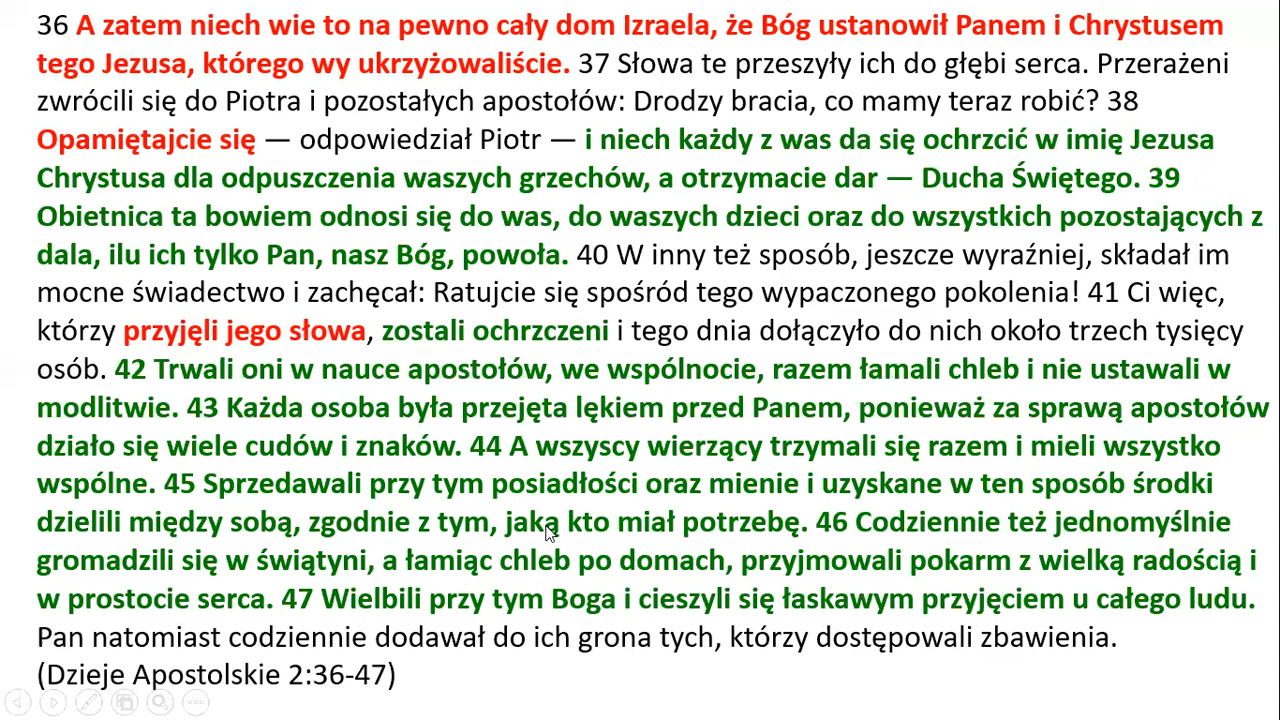 36 A zatem niech wie to na pewno cały dom Izraela, że Bóg ustanowił Panem i Chrystusem
tego Jezusa, którego wy ukrzyżowaliście. 37 Słowa te przeszyły ich do głębi serca. Przerażeni
zwrócili się do Piotra i pozostałych apostołów: Drodzy bracia, co mamy teraz robić? 38
Opamiętajcie się — odpowiedział Piotr — i niech każdy z was da się ochrzcić w imię Jezusa
Chrystusa dla odpuszczenia waszych grzechów, a otrzymacie dar — Ducha Świętego. 39
Obietnica ta bowiem odnosi się do was, do waszych dzieci oraz do wszystkich pozostających z
dala, ilu ich tylko Pan, nasz Bóg, powoła. 40 W inny też sposób, jeszcze wyraźniej, składał im
mocne świadectwo i zachęcał: Ratujcie się spośród tego wypaczonego pokolenia! 41 Ci więc,
którzy przyjęli jego słowa, zostali ochrzczeni i tego dnia dołączyło do nich około trzech tysięcy
osób. 42 Trwali oni w nauce apostołów, we wspólnocie, razem łamali chleb i nie ustawali w
modlitwie. 43 Każda osoba była przejęta lękiem przed Panem, ponieważ za sprawą apostołów
działo się wiele cudów i znaków. 44 A wszyscy wierzący trzymali się razem i mieli wszystko
wspólne. 45 Sprzedawali przy tym posiadłości oraz mienie i uzyskane w ten sposób środki
dzielili między sobą, zgodnie z tym, jaką kto miał potrzebę. 46 Codziennie też jednomyślnie
gromadzili się w świątyni, a łamiąc chleb po domach, przyjmowali pokarm z wielką radością i
w prostocie serca. 47 Wielbili przy tym Boga i cieszyli się łaskawym przyjęciem u całego ludu.
Pan natomiast codziennie dodawał do ich grona tych, którzy dostępowali zbawienia.
(Dzieje Apostolskie 2:36-47)